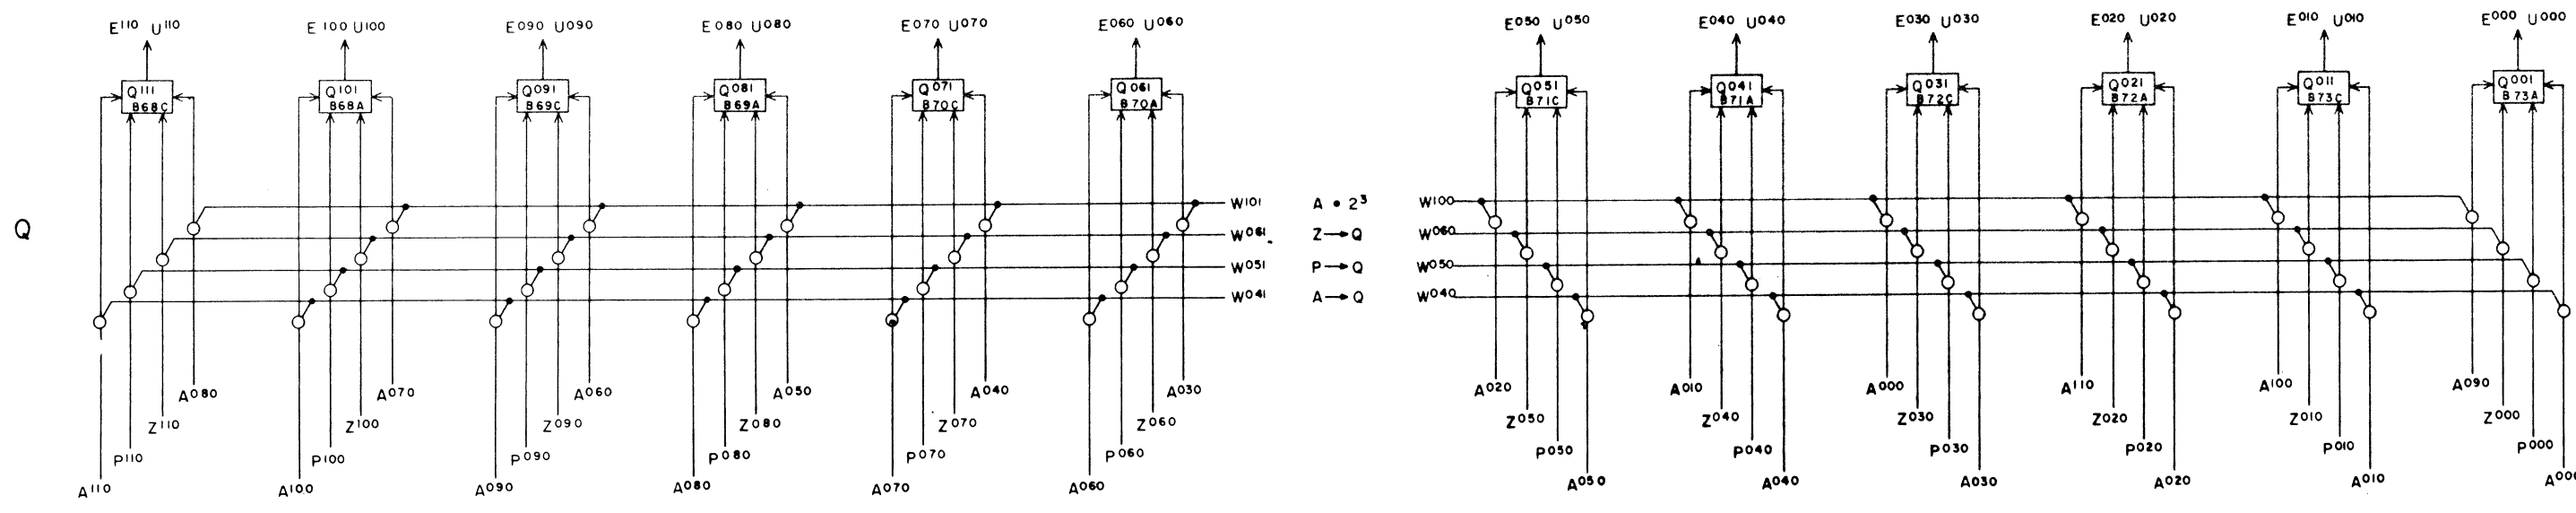 E110 U110 E100 U100 E090 U090 E080 U080 E070 U070 E060 U060 E050 U050 E040 U040 E030 U030 E020 U020 E010 U010 E000 U000
Q111 Q101 Q091 Q081 Q071 Q061 Q051 Q041 Q031 Q021 Q011 Q001
B68C B68A B69C B69A B70C B70A B71C B71A B72C B72A B73C B73A
W101 A • 2³ W100
Q W061 Z→Q W060
W051 P→Q W050
W041 A→Q W040
A080 A070 A060 A050 A040 A030 A020 A010 A000 A110 A100 A090
Z110 Z100 Z090 Z080 Z070 Z060 Z050 Z040 Z030 Z020 Z010 Z000
P110 P100 P090 P080 P070 P060 P050 P040 P030 P020 P010 P000
A110 A100 A090 A080 A070 A060 A050 A040 A030 A020 A010 A000